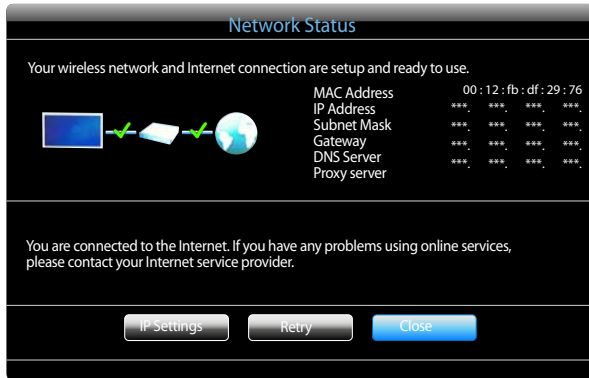 Network Status
Your wireless network and Internet connection are setup and ready to use.
MAC Address 00 : 12 : fb : df : 29 : 76
IP Address ***. ***. ***. ***.
Subnet Mask ***. ***. ***. ***.
Gateway ***. ***. ***. ***.
DNS Server ***. ***. ***. ***.
Proxy server
You are connected to the Internet. If you have any problems using online services,
please contact your Internet service provider.
IP Settings Retry Close